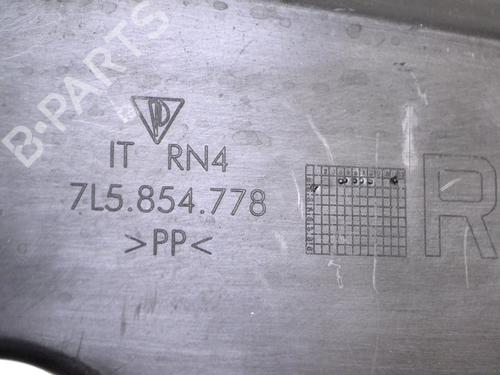 B-PARTS
IT RN4
7L5.854.778
>PP<
R